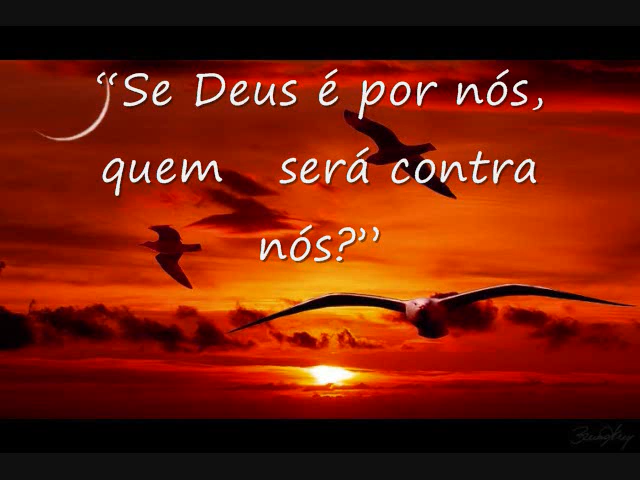 “Se Deus é por nós,
quem será contra
nós?”